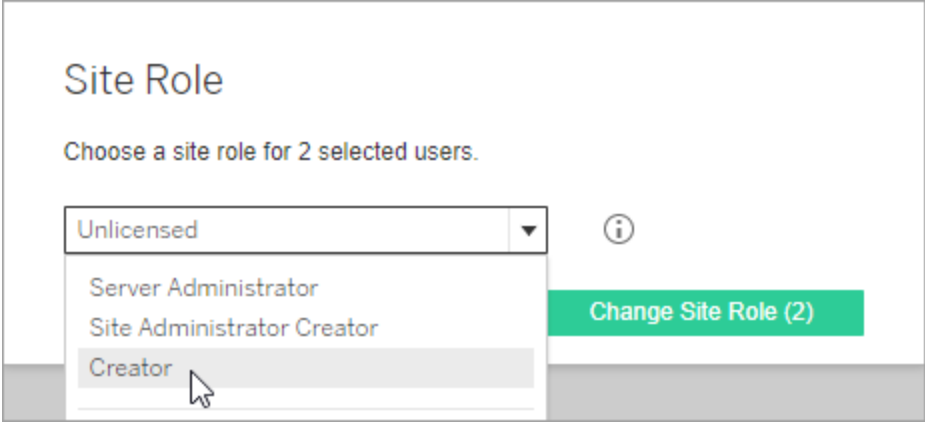 Site Role
Choose a site role for 2 selected users.
Unlicensed
Server Administrator
Site Administrator Creator
Change Site Role (2)
Creator